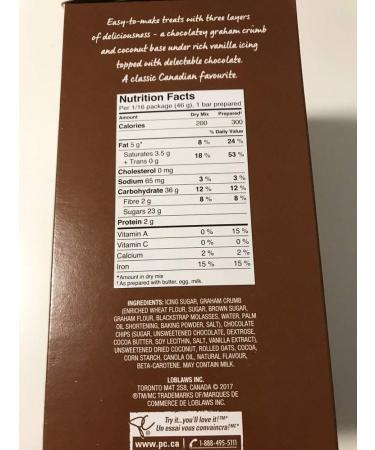 Easy-to-make treats with three layers
of deliciousness - a chocolatey graham crumb
and coconut base under rich vanilla icing
topped with delectable chocolate.
A classic Canadian favourite.
Nutrition Facts
Per 1/16 package (46 g), 1 bar prepared
Amount Dry Mix Prepared†
Calories 200 300
% Daily Value
Fat 5 g* 8 % 24 %
Saturates 3.5 g
+ Trans 0 g 18 % 53 %
Cholesterol 0 mg
Sodium 65 mg 3 % 3 %
Carbohydrate 36 g 12 % 12 %
Fibre 2 g 8 % 8 %
Sugars 23 g
Protein 2 g
Vitamin A 0 % 15 %
Vitamin C 0 % 0 %
Calcium 2 % 2 %
Iron 15 % 15 %
*Amount in dry mix
†As prepared with butter, egg, milk.
INGREDIENTS: ICING SUGAR, GRAHAM CRUMB
(ENRICHED WHEAT FLOUR, SUGAR, BROWN SUGAR,
GRAHAM FLOUR, BLACKSTRAP MOLASSES, WATER, PALM
OIL SHORTENING, BAKING POWDER, SALT), CHOCOLATE
CHIPS (SUGAR, UNSWEETENED CHOCOLATE, DEXTROSE,
COCOA BUTTER, SOY LECITHIN, SALT, VANILLA EXTRACT),
UNSWEETENED DRIED COCONUT, ROLLED OATS, COCOA,
CORN STARCH, CANOLA OIL, NATURAL FLAVOUR,
BETA-CAROTENE. MAY CONTAIN MILK.
LOBLAWS INC.
TORONTO M4T 2S8, CANADA © 2017
®/TM/MC TRADEMARKS OF/MARQUES DE
COMMERCE DE LOBLAWS INC.
Try it...you'll love it!™*
Un essai vous convaincra!MC*
www.pc.ca 1-888-495-5111